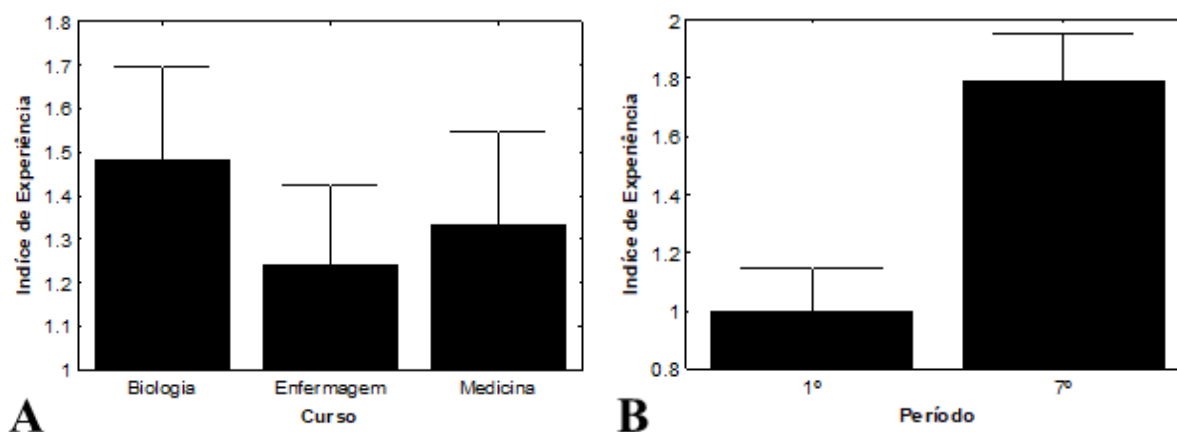 1.8
1.7
1.6
1.5
1.4
1.3
1.2
1.1
1
Indíce de Experiência
Biologia Enfermagem Medicina
Curso
A
2
1.8
1.6
1.4
1.2
1
0.8
Indíce de Experiência
1º 7º
Período
B